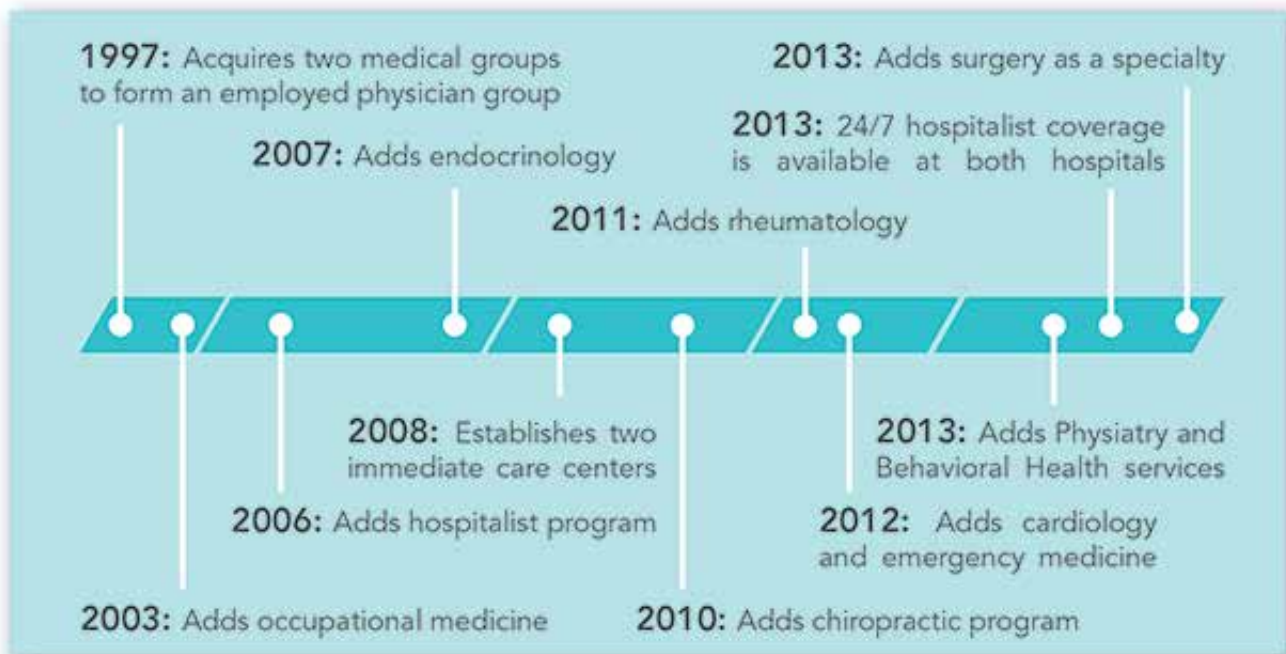 1997: Acquires two medical groups
to form an employed physician group
2013: Adds surgery as a specialty
2013: 24/7 hospitalist coverage
is available at both hospitals
2007: Adds endocrinology
2011: Adds rheumatology
2008: Establishes two
immediate care centers
2013: Adds Physiatry and
Behavioral Health services
2006: Adds hospitalist program
2012: Adds cardiology
and emergency medicine
2003: Adds occupational medicine
2010: Adds chiropractic program